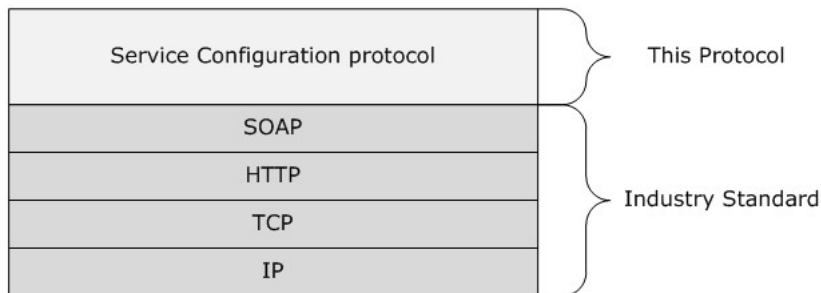 Service Configuration protocol
This Protocol
SOAP
HTTP
TCP
IP
Industry Standard